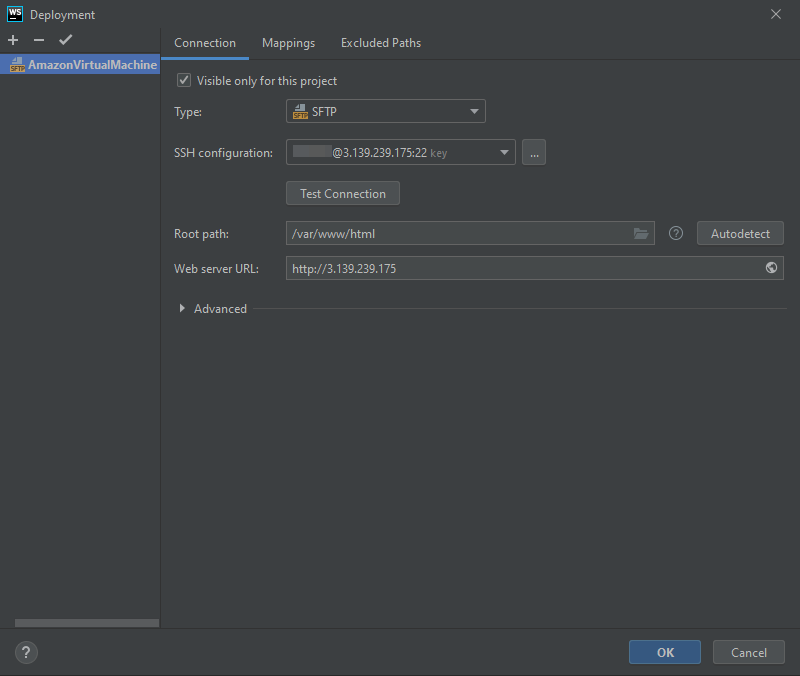 WS Deployment
SFTP AmazonVirtualMachine
Connection Mappings Excluded Paths
Visible only for this project
Type: SFTP SFTP
SSH configuration: @3.139.239.175:22 key ...
Test Connection
Root path: /var/www/html ? Autodetect
Web server URL: http://3.139.239.175
Advanced
? OK Cancel